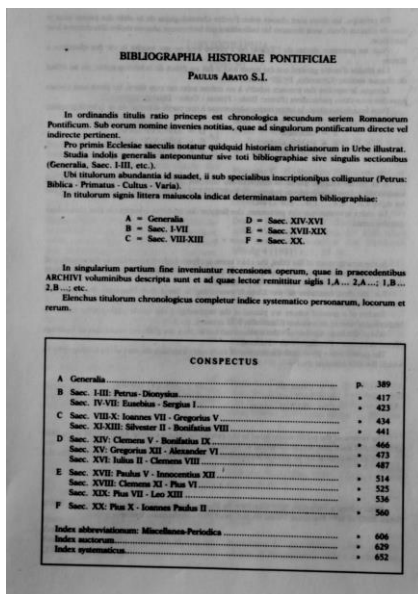 BIBLIOGRAPHIA HISTORIAE PONTIFICIAE
PAULUS ARATO S.I.
In ordinandis titulis ratio princeps est chronologica secundum seriem Romanorum
Pontificum. Sub eorum nomine invenies notitias, quae ad singulorum pontificatum directe vel
indirecte pertinent.
Pro primis Ecclesiae saeculis notatur quidquid historiam christianorum in Urbe illustrat.
Studia indolis generalis anteponuntur sive toti bibliographiae sive singulis sectionibus
(Generalia, Saec. I-III, etc.).
Ubi titulorum abundantia id suadet, ii sub specialibus inscriptionibus colliguntur (Petrus:
Biblica - Primatus - Cultus - Varia).
In titulorum signis littera maiuscola indicat determinatam partem bibliographiae:
A = Generalia D = Saec. XIV-XVI
B = Saec. I-VII E = Saec. XVII-XIX
C = Saec. VIII-XIII F = Saec. XX.
In singularium partium fine inveniuntur recensiones operum, quae in praecedentibus
ARCHIVI voluminibus descripta sunt et ad quae lector remittitur siglis 1,A ... 2,A ...; 1,B ...
2,B ...; etc.
Elenchus titulorum chronologicus completur indice systematico personarum, locorum et
rerum.
CONSPECTUS
A Generalia ..... p. 389
B Saec. I-III: Petrus - Dionysius ..... » 417
Saec. IV-VII: Eusebius - Sergius I ..... » 423
C Saec. VIII-X: Ioannes VII - Gregorius V ..... » 434
Saec. XI-XIII: Silvester II - Bonifatius VIII ..... » 441
D Saec. XIV: Clemens V - Bonifatius IX ..... » 466
Saec. XV: Gregorius XII - Alexander VI ..... » 473
Saec. XVI: Iulius II - Clemens VIII ..... » 487
E Saec. XVII: Paulus V - Innocentius XII ..... » 514
Saec. XVIII: Clemens XI - Pius VI ..... » 525
Saec. XIX: Pius VII - Leo XIII ..... » 536
F Saec. XX: Pius X - Ioannes Paulus II ..... » 560
Index abbreviationum: Miscellanea-Periodica ..... » 606
Index auctorum ..... » 629
Index systematicus ..... » 652